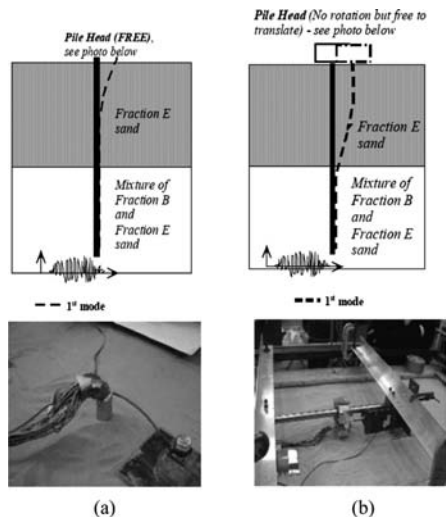 Pile Head (FREE),
see photo below
Fraction E
sand
Mixture of
Fraction B
and
Fraction E
sand
1st mode
(a)
Pile Head (No rotation but free to
translate) - see photo below
Fraction E
sand
Mixture of
Fraction B
and
Fraction E
sand
1st mode
(b)